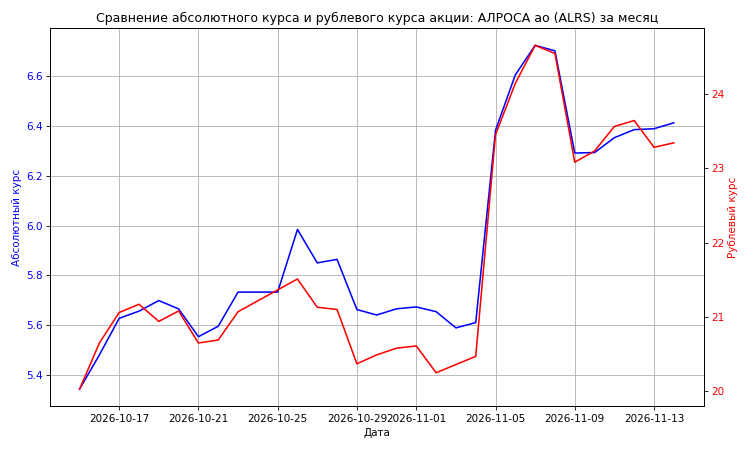 Сравнение абсолютного курса и рублевого курса акции: АЛРОСА ао (ALRS) за месяц
6.6
6.4
6.2
6.0
5.8
5.6
5.4
Абсолютный курс
24
23
22
21
20
Рублевый курс
2026-10-17 2026-10-21 2026-10-25 2026-10-29 2026-11-01 2026-11-05 2026-11-09 2026-11-13
Дата